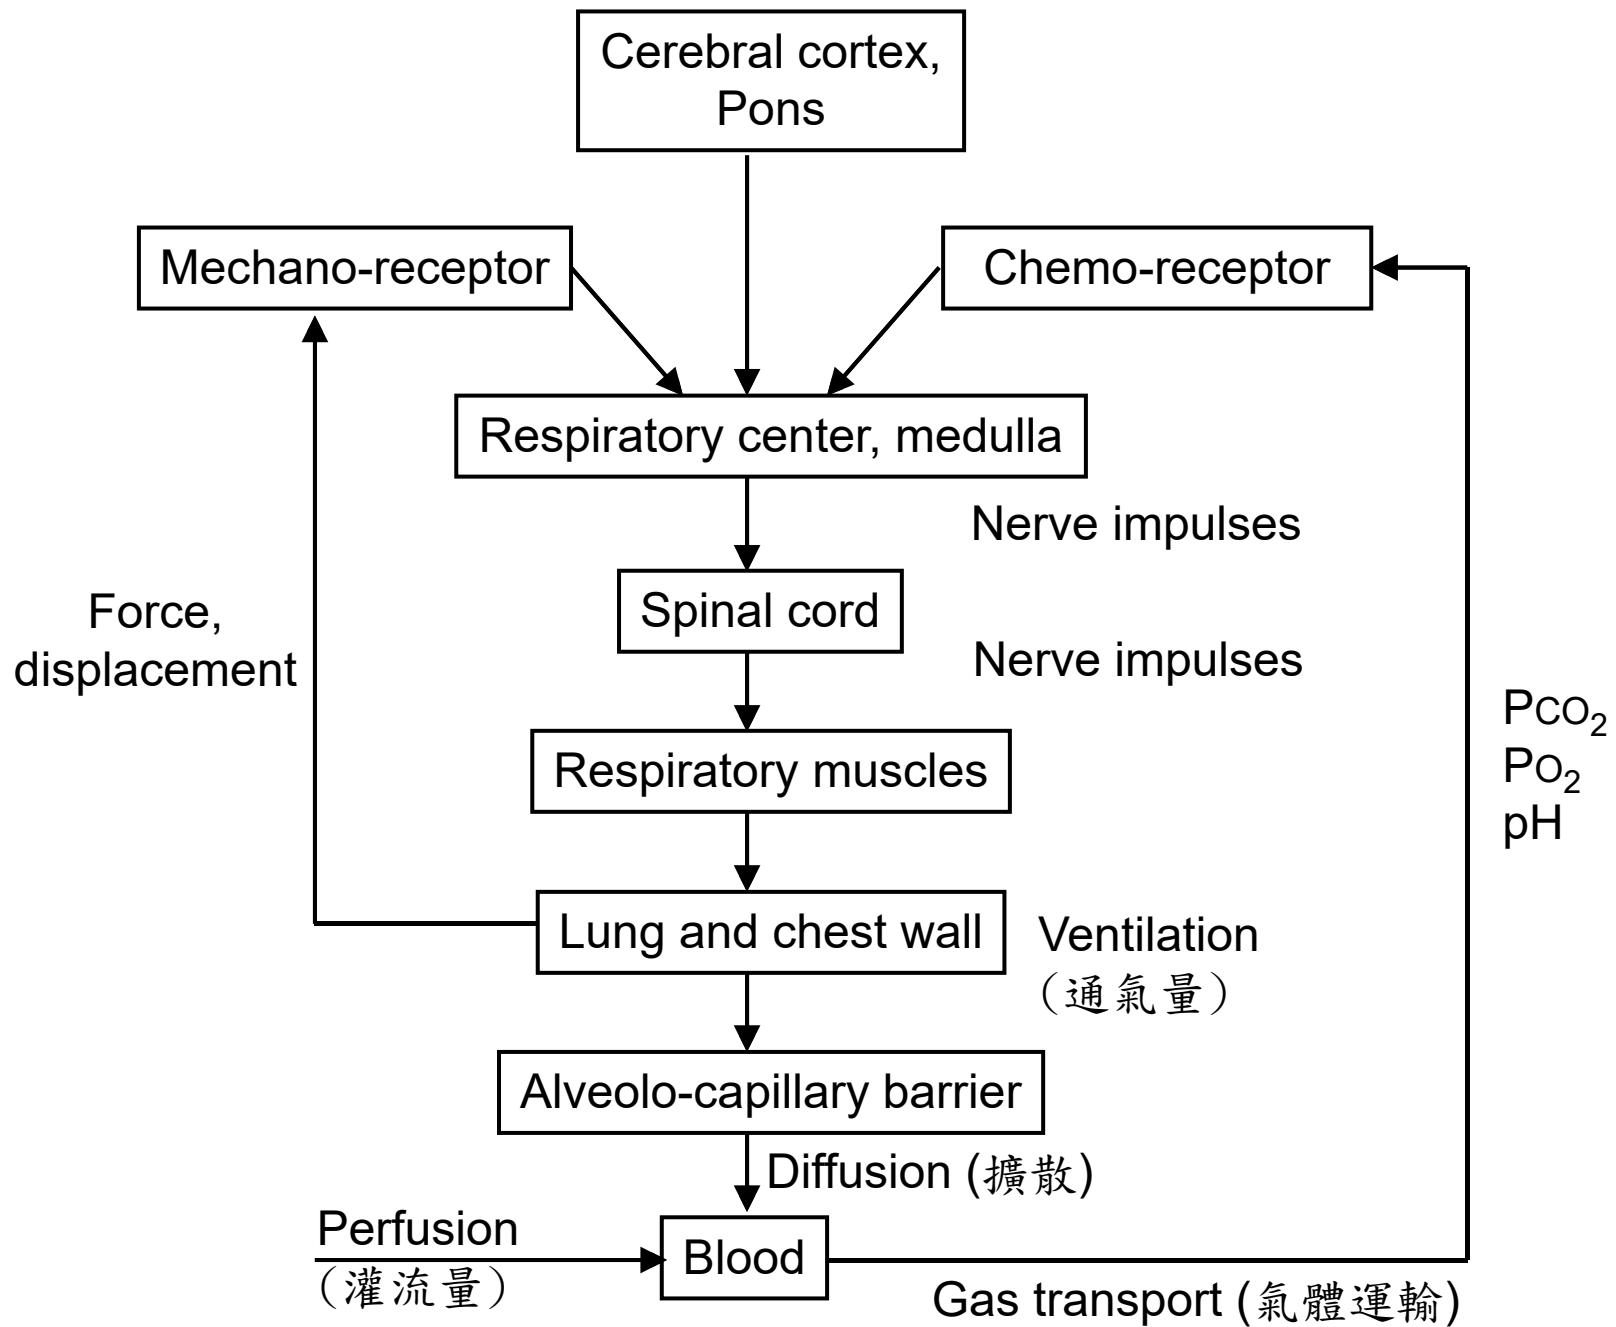 Cerebral cortex,
Pons
Mechano-receptor
Chemo-receptor
Respiratory center, medulla
Nerve impulses
Spinal cord
Force,
displacement
Nerve impulses
PCO₂
PO₂
pH
Respiratory muscles
Lung and chest wall
Ventilation
(通氣量)
Alveolo-capillary barrier
Diffusion (擴散)
Perfusion
(灌流量)
Blood
Gas transport (氣體運輸)